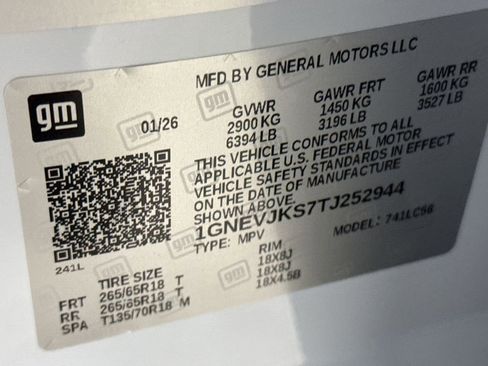 MFD BY GENERAL MOTORS LLC
gm
01/26
GVWR GAWR FRT GAWR RR
2900 KG 1450 KG 1600 KG
6394 LB 3196 LB 3527 LB
THIS VEHICLE CONFORMS TO ALL
APPLICABLE U.S. FEDERAL MOTOR
VEHICLE SAFETY STANDARDS IN EFFECT
ON THE DATE OF MANUFACTURE
SHOWN ABOVE.
1GNEVJKS7TJ252944
TYPE: MPV MODEL: 741LC56
241L
TIRE SIZE RIM
FRT 265/65R18 T 18X8J
RR 265/65R18 T 18X8J
SPA T135/70R18 M 18X4.5B